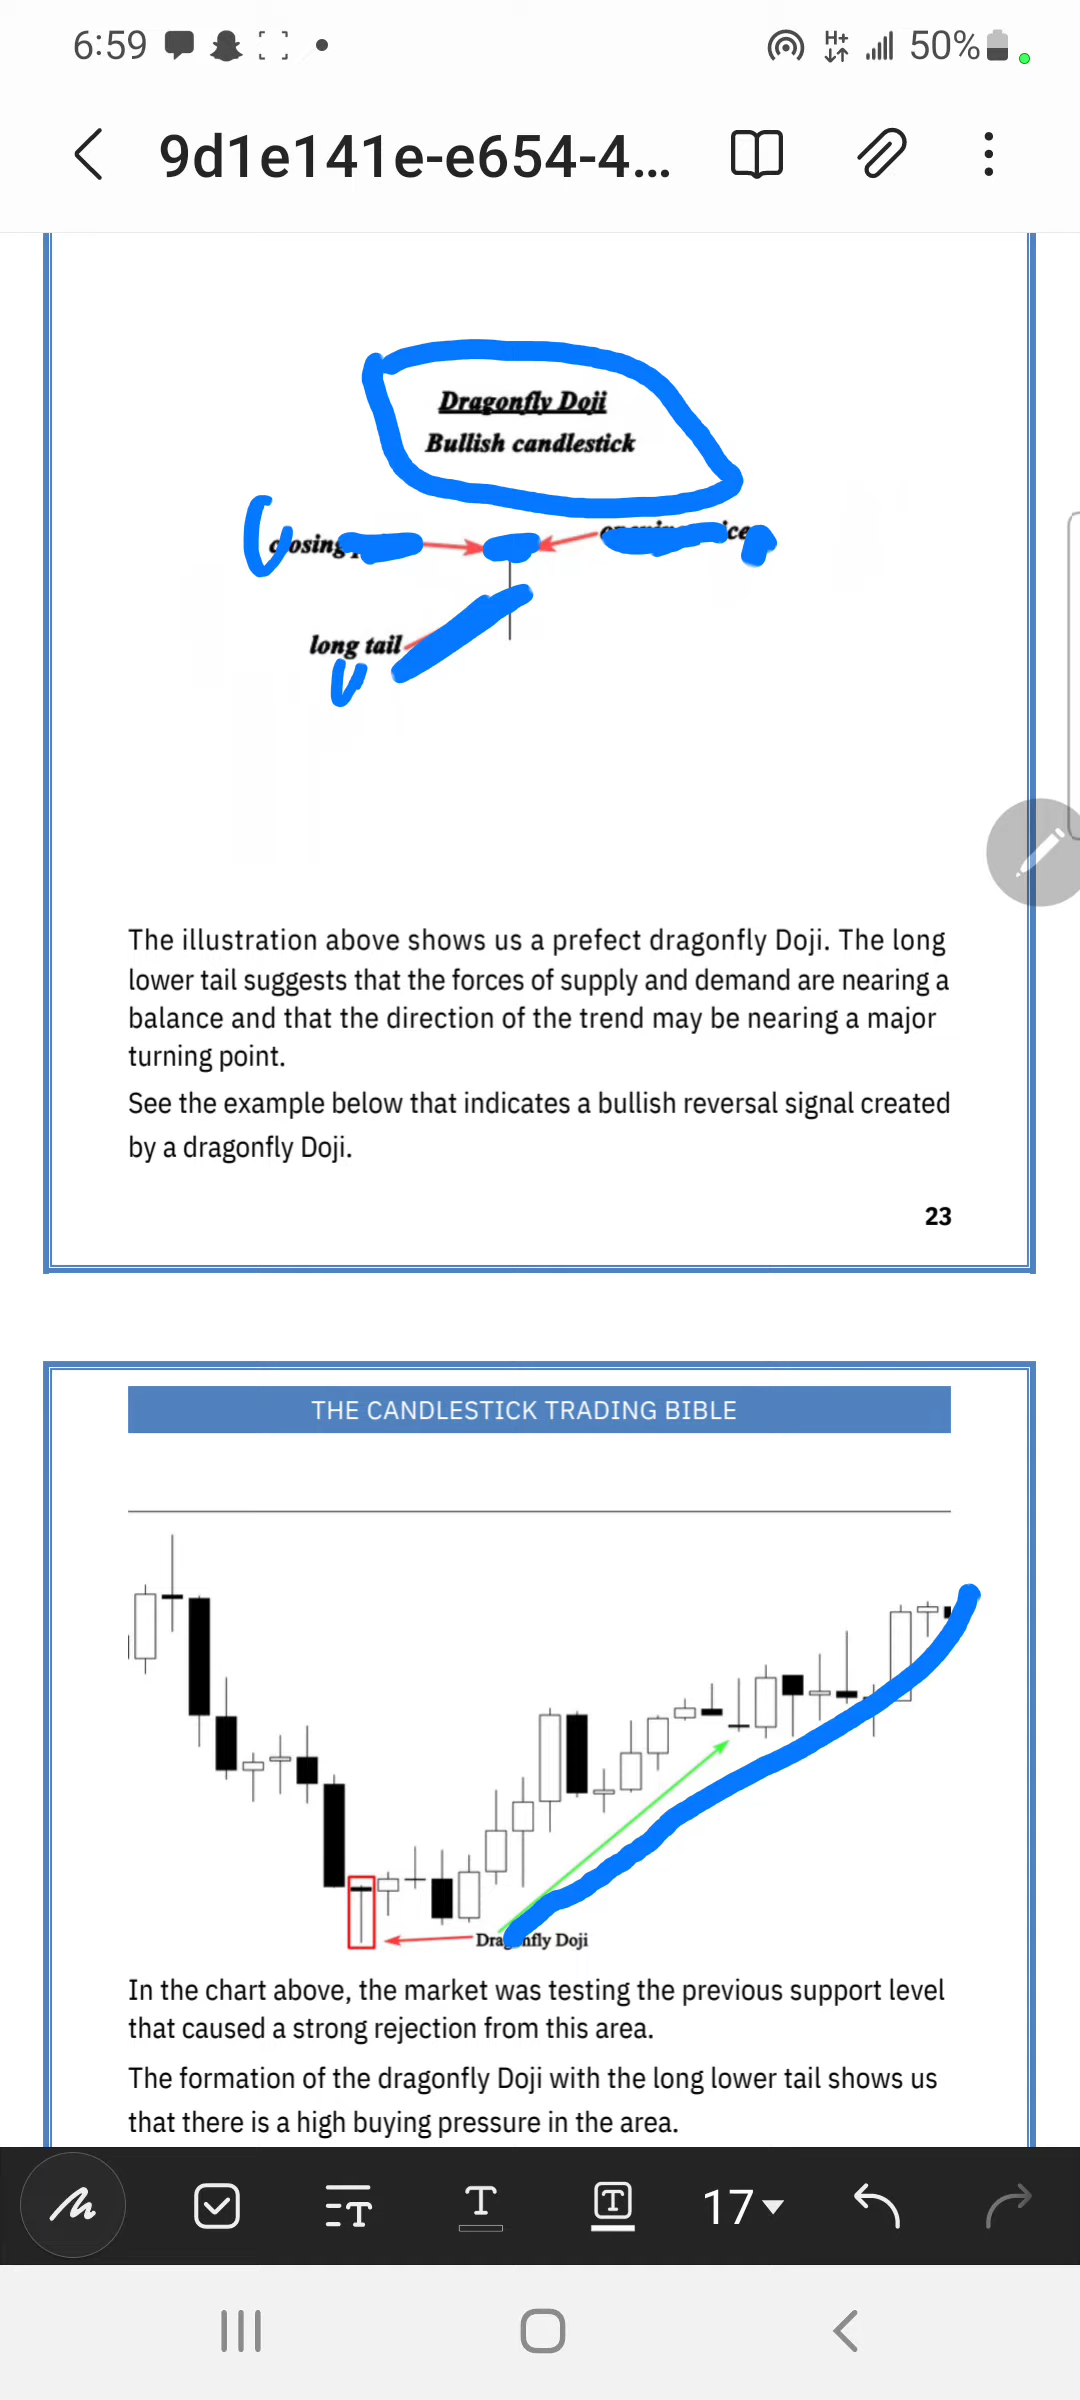 6:59
H+
50%
9d1e141e-e654-4...
Dragonfly Doji
Bullish candlestick
long tail
The illustration above shows us a prefect dragonfly Doji. The long
lower tail suggests that the forces of supply and demand are nearing a
balance and that the direction of the trend may be nearing a major
turning point.
See the example below that indicates a bullish reversal signal created
by a dragonfly Doji.
23
THE CANDLESTICK TRADING BIBLE
Dragonfly Doji
In the chart above, the market was testing the previous support level
that caused a strong rejection from this area.
The formation of the dragonfly Doji with the long lower tail shows us
that there is a high buying pressure in the area.
17